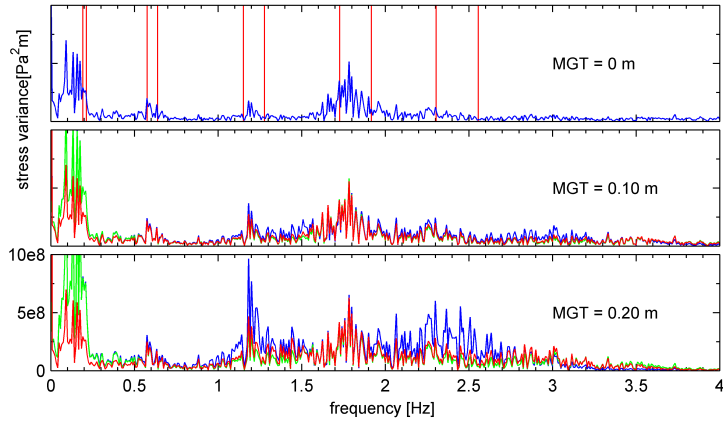 stress variance[Pa²m]
MGT = 0 m
MGT = 0.10 m
MGT = 0.20 m
10e8
5e8
0
0 0.5 1 1.5 2 2.5 3 3.5 4
frequency [Hz]